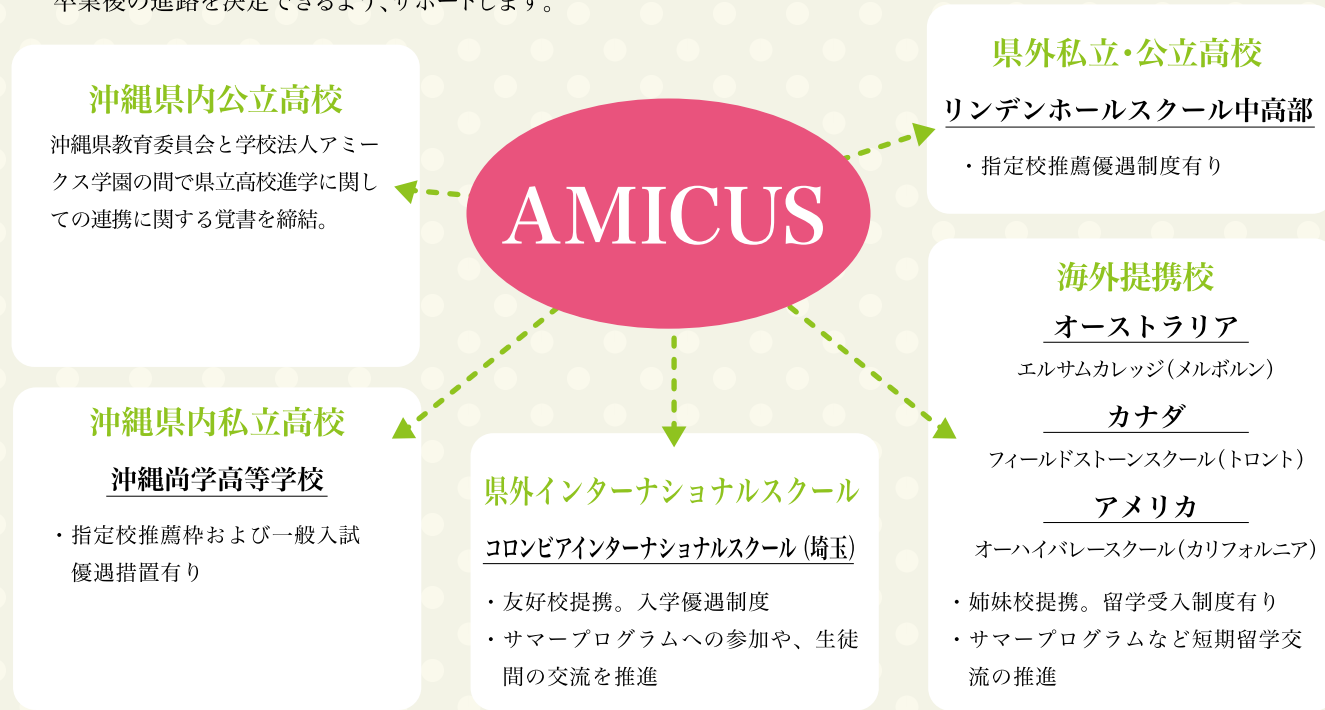 卒業後の進路を決定できるよう、サポートします。
沖縄県内公立高校
沖縄県教育委員会と学校法人アミー
クス学園の間で県立高校進学に関し
ての連携に関する覚書を締結。
AMICUS
県外私立・公立高校
リンデンホールスクール中高部
・指定校推薦優遇制度有り
沖縄県内私立高校
沖縄尚学高等学校
・指定校推薦枠および一般入試
優遇措置有り
県外インターナショナルスクール
コロンビアインターナショナルスクール(埼玉)
・友好校提携。入学優遇制度
・サマープログラムへの参加や、生徒
間の交流を推進
海外提携校
オーストラリア
エルサムカレッジ(メルボルン)
カナダ
フィールドストーンスクール(トロント)
アメリカ
オーハイバレースクール(カリフォルニア)
・姉妹校提携。留学受入制度有り
・サマープログラムなど短期留学交
流の推進